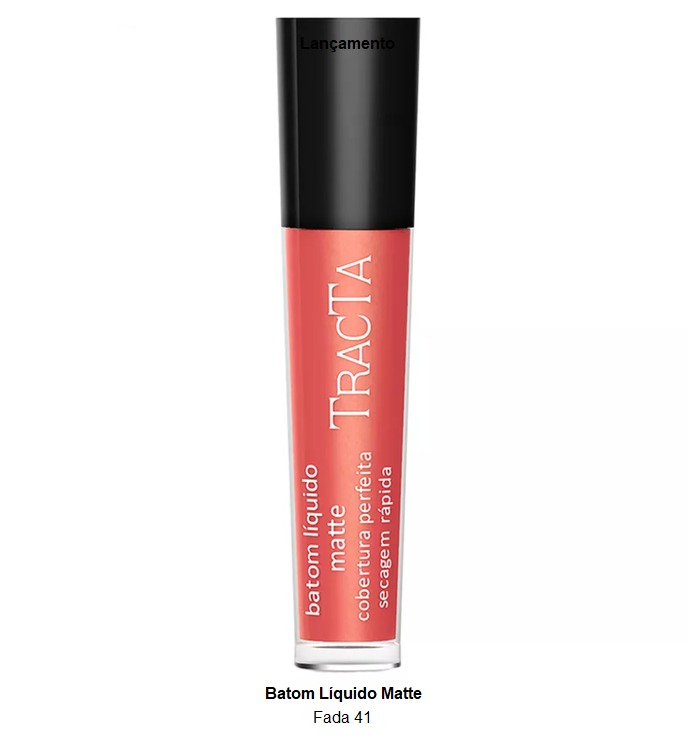 Lançamento
TRACTA
batom líquido
matte
cobertura perfeita
secagem rápida
Batom Líquido Matte
Fada 41